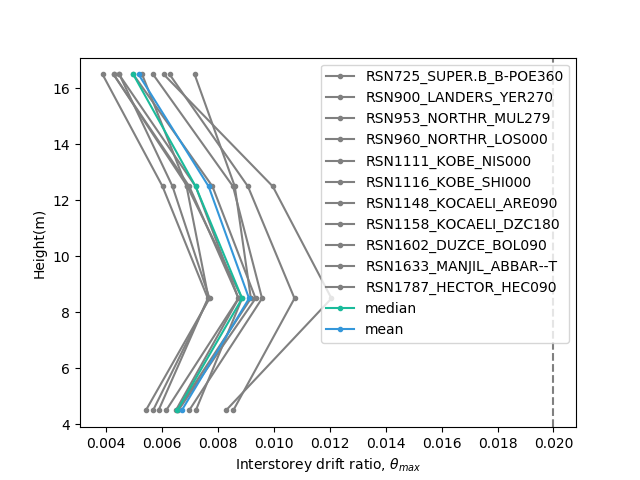 16
14
12
10
8
6
4
Height(m)
RSN725_SUPER.B_B-POE360
RSN900_LANDERS_YER270
RSN953_NORTHR_MUL279
RSN960_NORTHR_LOS000
RSN1111_KOBE_NIS000
RSN1116_KOBE_SHI000
RSN1148_KOCAELI_ARE090
RSN1158_KOCAELI_DZC180
RSN1602_DUZCE_BOL090
RSN1633_MANJIL_ABBAR--T
RSN1787_HECTOR_HEC090
median
mean
0.004 0.006 0.008 0.010 0.012 0.014 0.016 0.018 0.020
Interstorey drift ratio, θmax